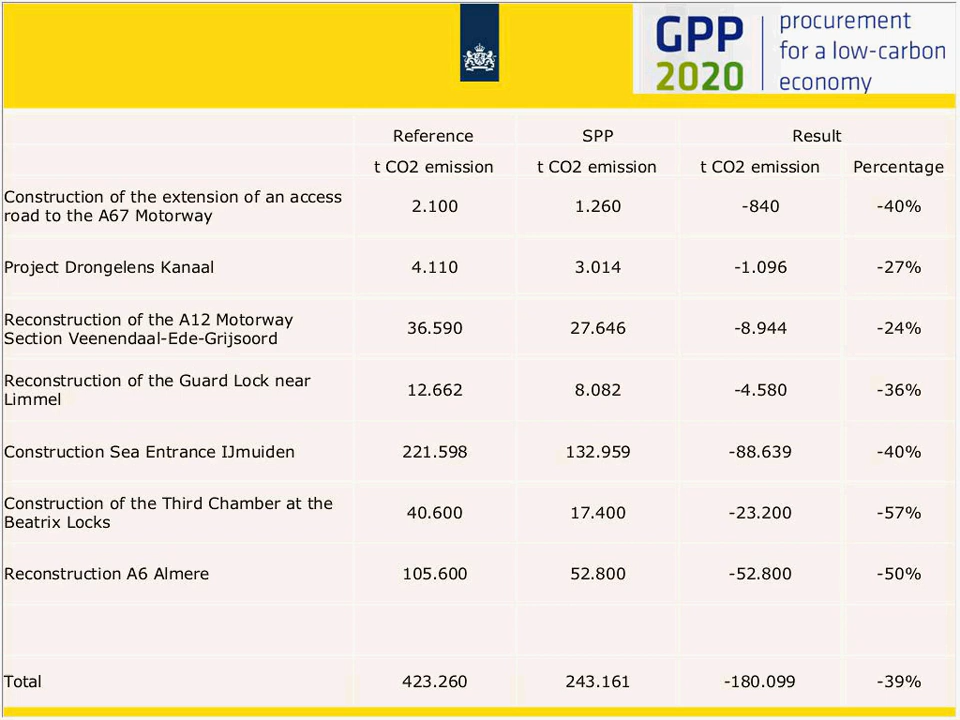 GPP 2020
procurement
for a low-carbon
economy
Reference SPP Result
t CO2 emission t CO2 emission t CO2 emission Percentage
Construction of the extension of an access
road to the A67 Motorway
2.100 1.260 -840 -40%
Project Drongelens Kanaal 4.110 3.014 -1.096 -27%
Reconstruction of the A12 Motorway
Section Veenendaal-Ede-Grijsoord
36.590 27.646 -8.944 -24%
Reconstruction of the Guard Lock near
Limmel
12.662 8.082 -4.580 -36%
Construction Sea Entrance IJmuiden 221.598 132.959 -88.639 -40%
Construction of the Third Chamber at the
Beatrix Locks
40.600 17.400 -23.200 -57%
Reconstruction A6 Almere 105.600 52.800 -52.800 -50%
Total 423.260 243.161 -180.099 -39%